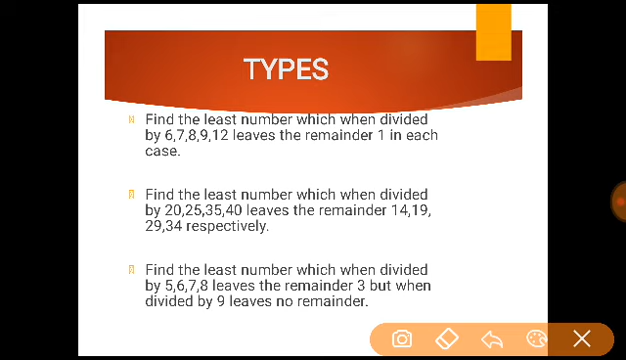 TYPES
Find the least number which when divided
by 6,7,8,9,12 leaves the remainder 1 in each
case.
Find the least number which when divided
by 20,25,35,40 leaves the remainder 14,19,
29,34 respectively.
Find the least number which when divided
by 5,6,7,8 leaves the remainder 3 but when
divided by 9 leaves no remainder.